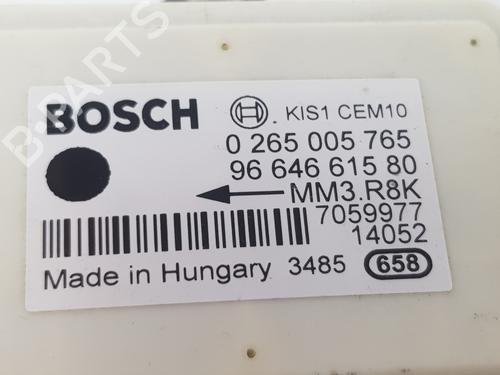 BOSCH KIS1 CEM10
0 265 005 765
96 646 615 80
MM3.R8K
7059977
14052
Made in Hungary 3485 658
B-PARTS